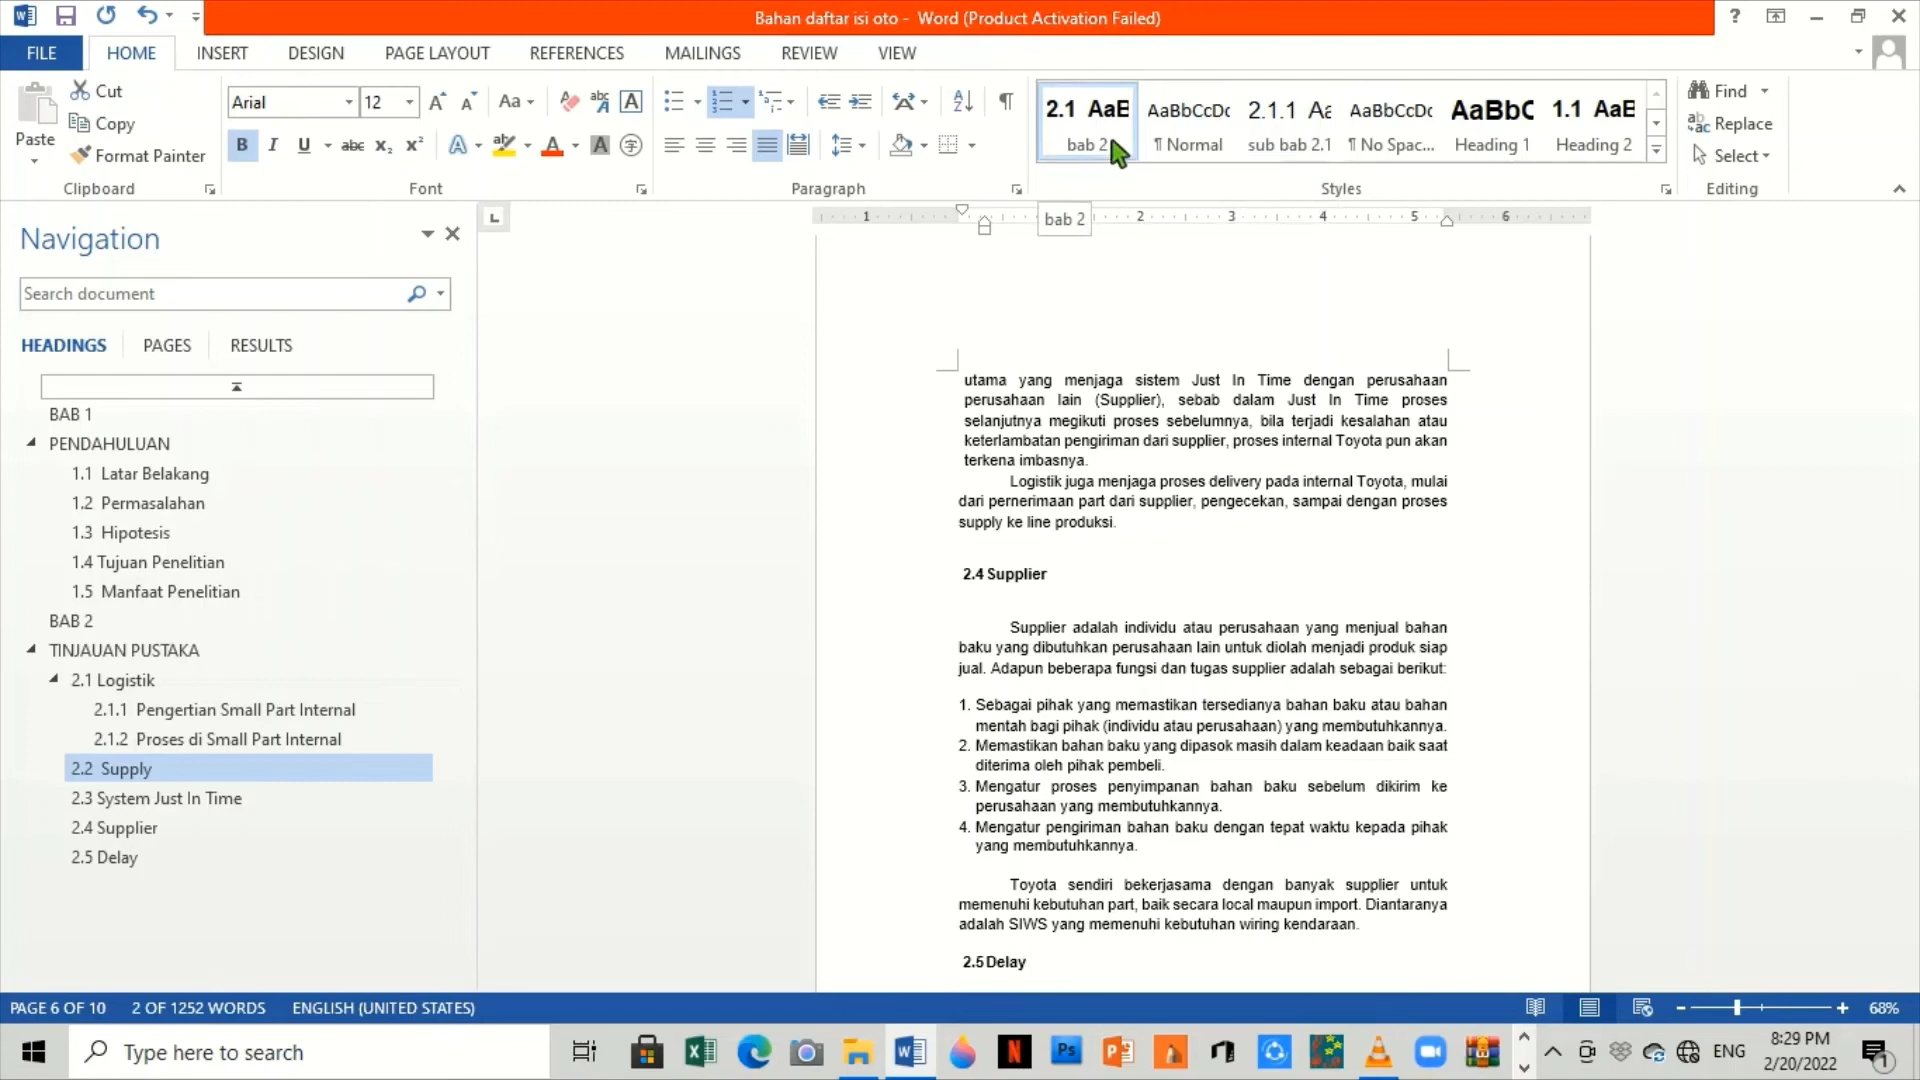 Bahan daftar isi oto - Word (Product Activation Failed)
FILE HOME INSERT DESIGN PAGE LAYOUT REFERENCES MAILINGS REVIEW VIEW
Paste
Cut
Copy
Format Painter
Clipboard
Arial 12
Font
Paragraph
2.1 AaB AaBbCcDc 2.1.1 Aa AaBbCcDc AaBbC 1.1 AaB
bab 2 ¶ Normal sub bab 2.1 ¶ No Spac... Heading 1 Heading 2
Styles
Find
Replace
Select
Editing
Navigation
Search document
HEADINGS PAGES RESULTS
BAB 1
PENDAHULUAN
1.1 Latar Belakang
1.2 Permasalahan
1.3 Hipotesis
1.4 Tujuan Penelitian
1.5 Manfaat Penelitian
BAB 2
TINJAUAN PUSTAKA
2.1 Logistik
2.1.1 Pengertian Small Part Internal
2.1.2 Proses di Small Part Internal
2.2 Supply
2.3 System Just In Time
2.4 Supplier
2.5 Delay
1 2 3 4 5 6
bab 2
utama yang menjaga sistem Just In Time dengan perusahaan
perusahaan lain (Supplier), sebab dalam Just In Time proses
selanjutnya megikuti proses sebelumnya, bila terjadi kesalahan atau
keterlambatan pengiriman dari supplier, proses internal Toyota pun akan
terkena imbasnya.
Logistik juga menjaga proses delivery pada internal Toyota, mulai
dari pernerimaan part dari supplier, pengecekan, sampai dengan proses
supply ke line produksi.
2.4 Supplier
Supplier adalah individu atau perusahaan yang menjual bahan
baku yang dibutuhkan perusahaan lain untuk diolah menjadi produk siap
jual. Adapun beberapa fungsi dan tugas supplier adalah sebagai berikut:
1. Sebagai pihak yang memastikan tersedianya bahan baku atau bahan
mentah bagi pihak (individu atau perusahaan) yang membutuhkannya.
2. Memastikan bahan baku yang dipasok masih dalam keadaan baik saat
diterima oleh pihak pembeli.
3. Mengatur proses penyimpanan bahan baku sebelum dikirim ke
perusahaan yang membutuhkannya.
4. Mengatur pengiriman bahan baku dengan tepat waktu kepada pihak
yang membutuhkannya.
Toyota sendiri bekerjasama dengan banyak supplier untuk
memenuhi kebutuhan part, baik secara local maupun import. Diantaranya
adalah SIWS yang memenuhi kebutuhan wiring kendaraan.
2.5 Delay
PAGE 6 OF 10 2 OF 1252 WORDS ENGLISH (UNITED STATES) 68%
Type here to search
ENG
8:29 PM
2/20/2022
1